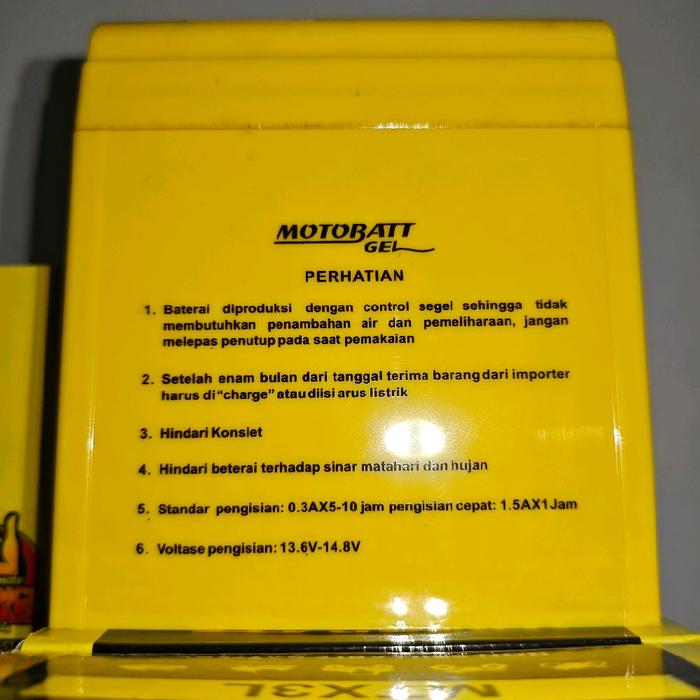 MOTOBATT
GEL
PERHATIAN
1. Baterai diproduksi dengan control segel sehingga tidak
membutuhkan penambahan air dan pemeliharaan, jangan
melepas penutup pada saat pemakaian
2. Setelah enam bulan dari tanggal terima barang dari importer
harus di "charge" atau diisi arus listrik
3. Hindari Konslet
4. Hindari beterai terhadap sinar matahari dan hujan
5. Standar pengisian: 0.3AX5-10 jam pengisian cepat: 1.5AX1Jam
6. Voltase pengisian: 13.6V-14.8V